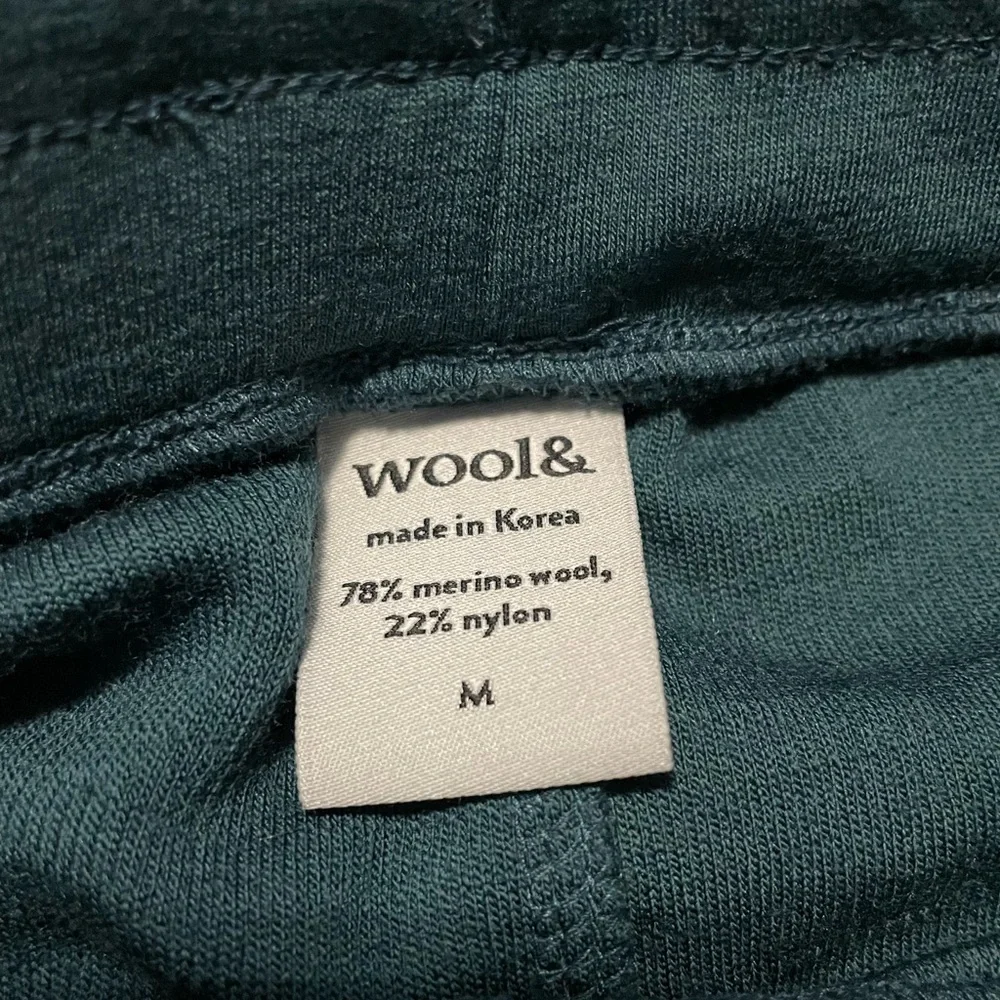 wool&
made in Korea
78% merino wool,
22% nylon
M